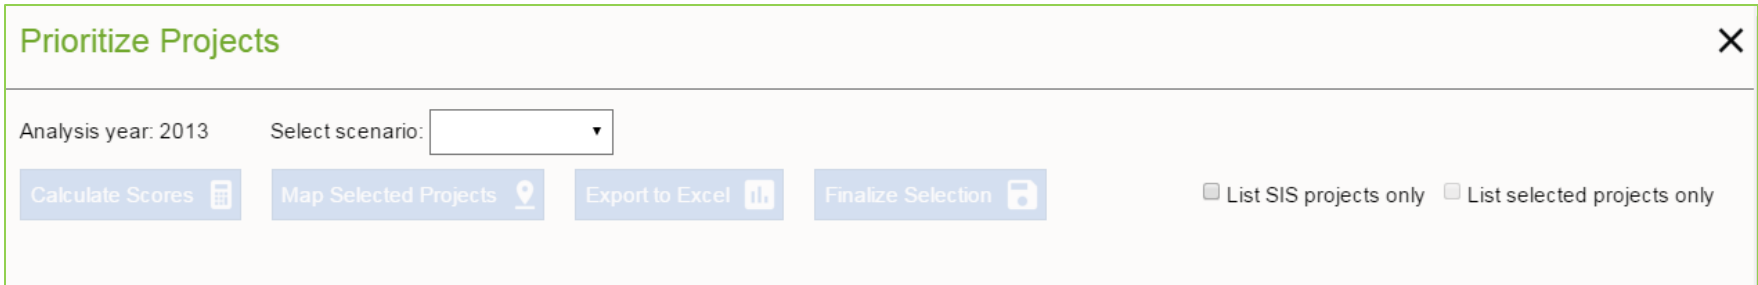 Prioritize Projects
Analysis year: 2013 Select scenario:
Calculate Scores Map Selected Projects Export to Excel Finalize Selection List SIS projects only List selected projects only